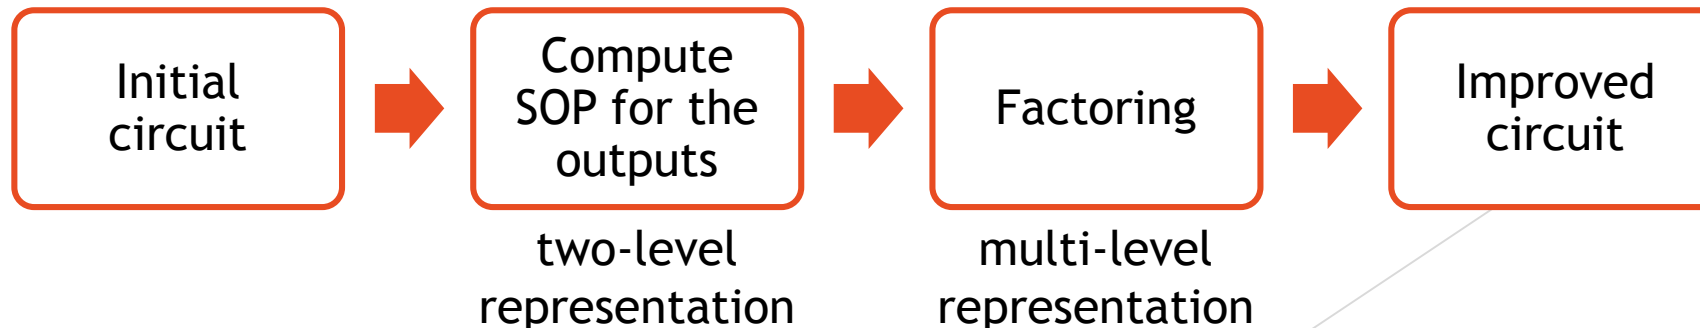 Initial
circuit
Compute
SOP for the
outputs
Factoring
Improved
circuit
two-level
representation
multi-level
representation